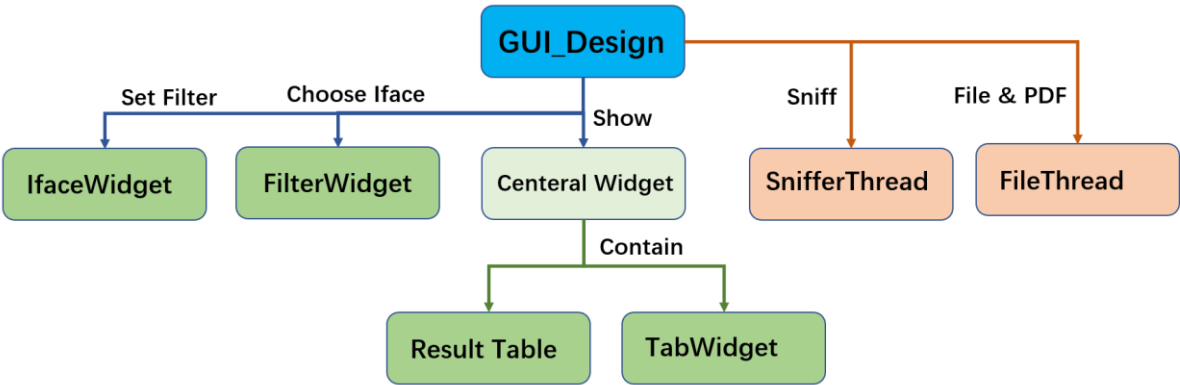 GUI_Design
Set Filter
Choose Iface
Show
Sniff
File & PDF
IfaceWidget
FilterWidget
Centeral Widget
SnifferThread
FileThread
Contain
Result Table
TabWidget